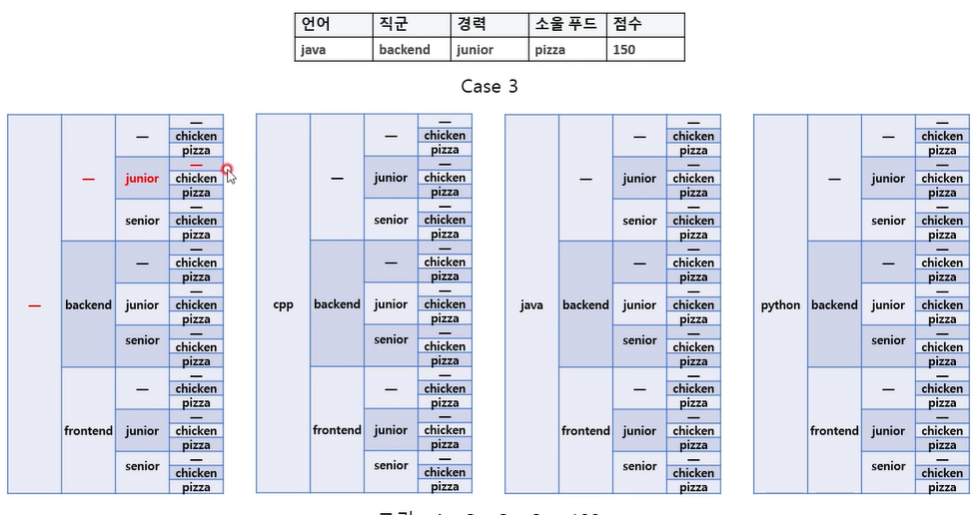 언어 직군 경력 소울 푸드 점수
java backend junior pizza 150
Case 3
—
— chicken
pizza
—
— junior chicken
pizza
—
senior chicken
pizza
—
— chicken
pizza
—
— backend junior chicken
pizza
—
senior chicken
pizza
—
— chicken
pizza
—
frontend junior chicken
pizza
—
senior chicken
pizza
—
— chicken
pizza
—
— junior chicken
pizza
—
senior chicken
pizza
—
— chicken
pizza
—
cpp backend junior chicken
pizza
—
senior chicken
pizza
—
— chicken
pizza
—
frontend junior chicken
pizza
—
senior chicken
pizza
—
— chicken
pizza
—
— junior chicken
pizza
—
senior chicken
pizza
—
— chicken
pizza
—
java backend junior chicken
pizza
—
senior chicken
pizza
—
— chicken
pizza
—
frontend junior chicken
pizza
—
senior chicken
pizza
—
— chicken
pizza
—
— junior chicken
pizza
—
senior chicken
pizza
—
— chicken
pizza
—
python backend junior chicken
pizza
—
senior chicken
pizza
—
— chicken
pizza
—
frontend junior chicken
pizza
—
senior chicken
pizza